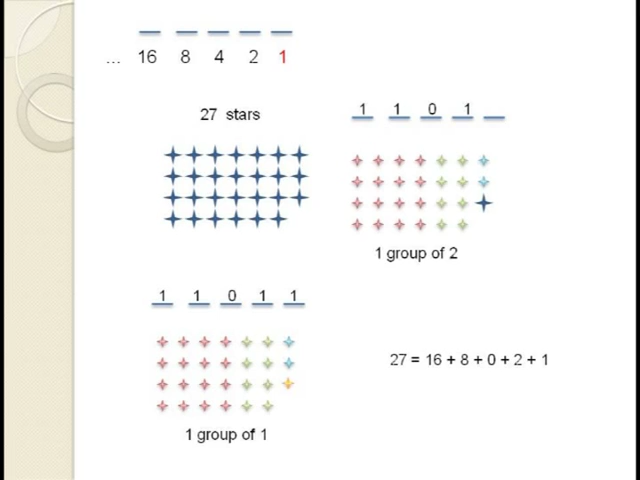 ... 16 8 4 2 1
27 stars
1 1 0 1
1 group of 2
1 1 0 1 1
27 = 16 + 8 + 0 + 2 + 1
1 group of 1